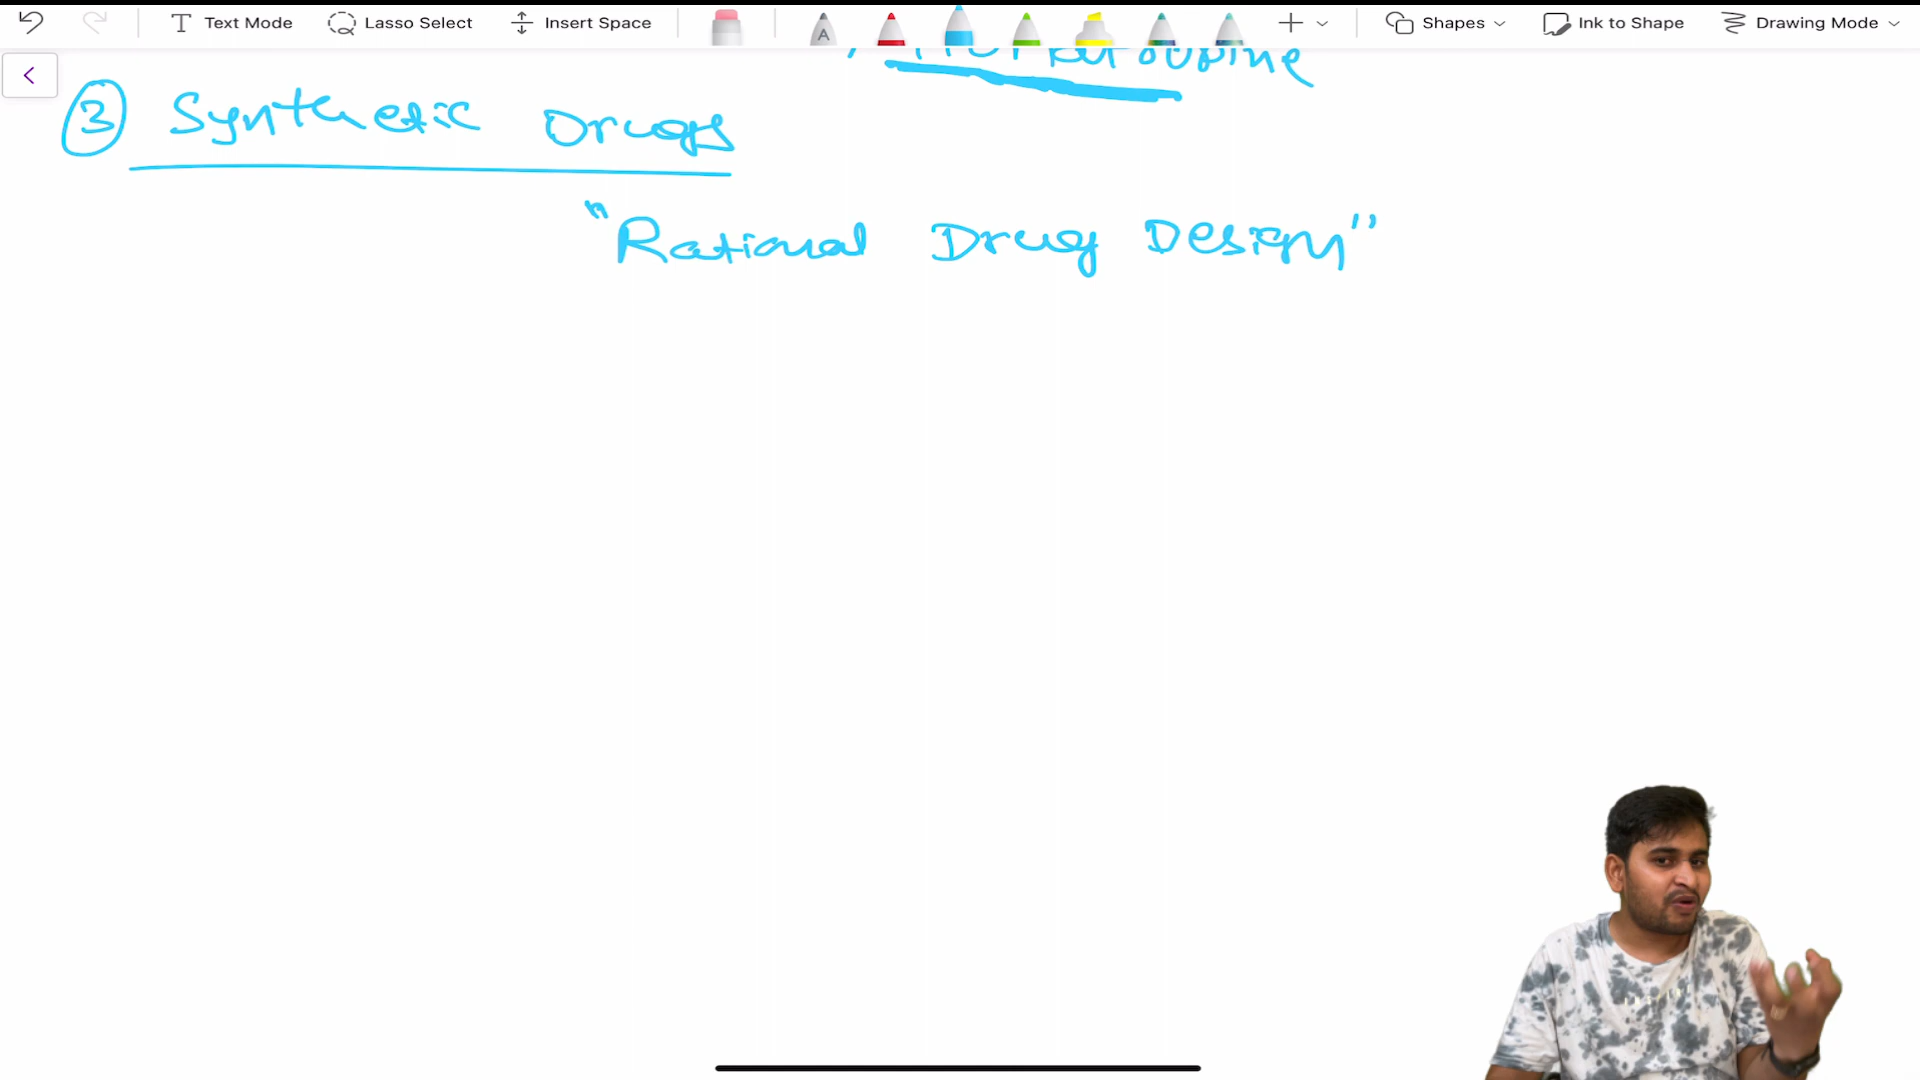 Text Mode Lasso Select Insert Space A Shapes Ink to Shape Drawing Mode
3 Synthetic Drugs
"Rational Drug Design"